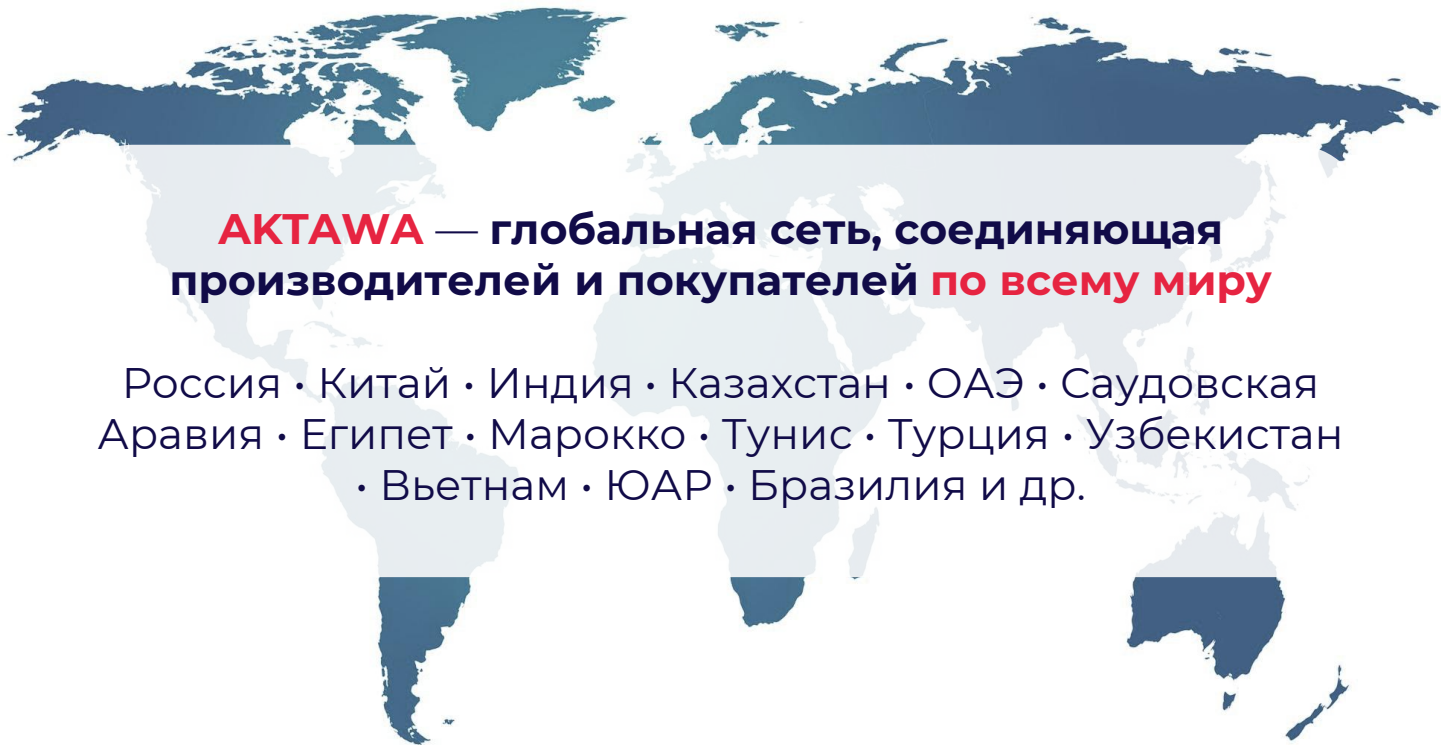 AKTAWA — глобальная сеть, соединяющая
производителей и покупателей по всему миру
Россия • Китай • Индия • Казахстан • ОАЭ • Саудовская
Аравия • Египет • Марокко • Тунис • Турция • Узбекистан
• Вьетнам • ЮАР • Бразилия и др.